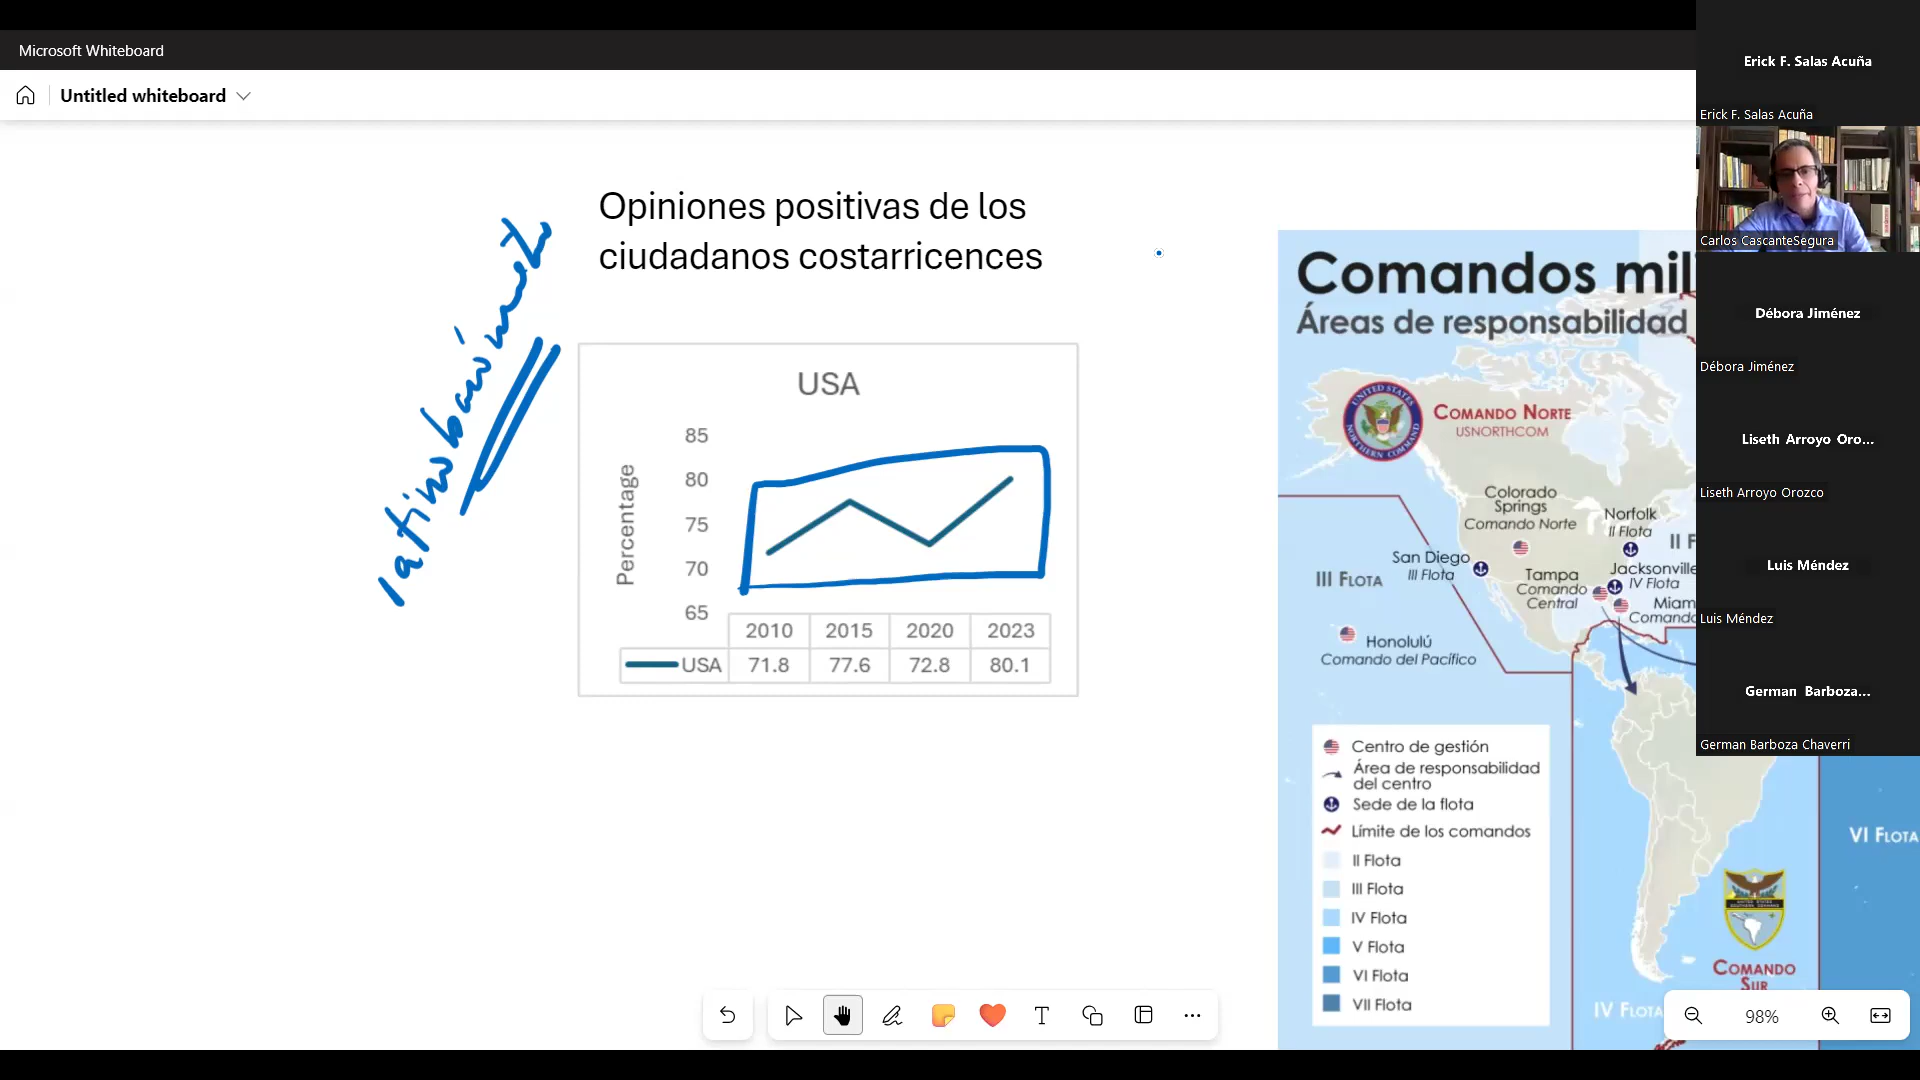 Microsoft Whiteboard
Untitled whiteboard
Opiniones positivas de los
ciudadanos costarricences
latinobarómetro
USA
Percentage
85
80
75
70
65
2010 2015 2020 2023
USA 71.8 77.6 72.8 80.1
Comandos mil
Áreas de responsabilidad
COMANDO NORTE
USNORTHCOM
Colorado
Springs
Comando Norte
Norfolk
II Flota
II F
San Diego
III Flota
III FLOTA
Tampa
Comando
Central
Jacksonville
IV Flota
Miam
Comando
Honolulú
Comando del Pacífico
Centro de gestión
Área de responsabilidad
del centro
Sede de la flota
Límite de los comandos
II Flota
III Flota
IV Flota
V Flota
VI Flota
VII Flota
VI FLOTA
COMANDO
SUR
IV FLOTA
98%
Erick F. Salas Acuña
Erick F. Salas Acuña
Carlos CascanteSegura
Débora Jiménez
Débora Jiménez
Liseth Arroyo Oro...
Liseth Arroyo Orozco
Luis Méndez
Luis Méndez
German Barboza...
German Barboza Chaverri